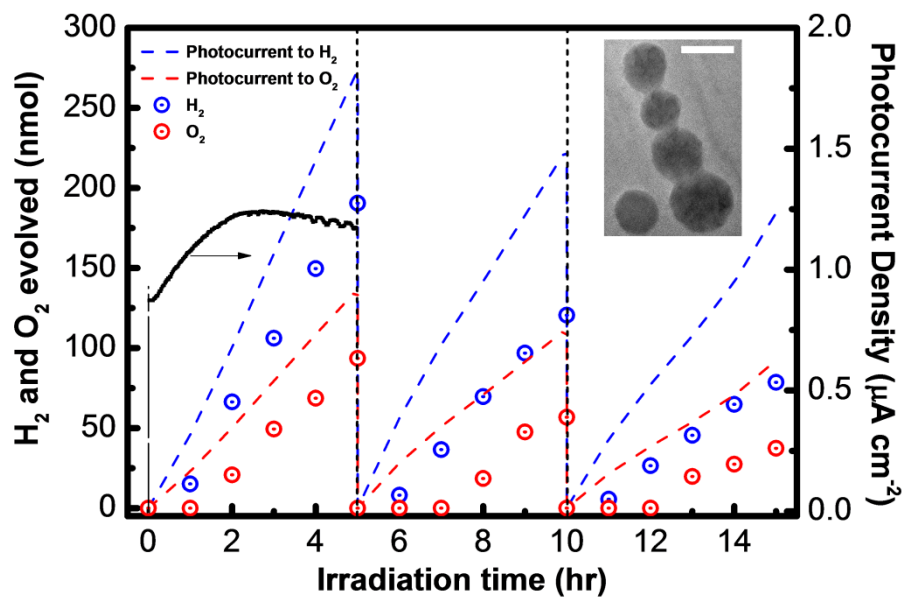 300
250
200
150
100
50
0
H₂ and O₂ evolved (nmol)
Photocurrent to H₂
Photocurrent to O₂
H₂
O₂
2.0
1.5
1.0
0.5
0.0
Photocurrent Density (μA cm⁻²)
0 2 4 6 8 10 12 14
Irradiation time (hr)